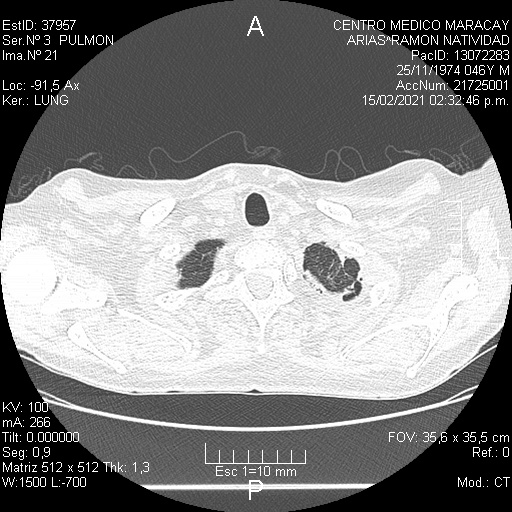 EstID: 37957
Ser.Nº 3 PULMON
Ima.Nº 21
Loc: -91,5 Ax
Ker.: LUNG
A
CENTRO MEDICO MARACAY
ARIAS^RAMON NATIVIDAD
PacID: 13072283
25/11/1974 046Y M
AccNum: 21725001
15/02/2021 02:32:46 p.m.
KV: 100
mA: 266
Tilt: 0.000000
Seg: 0,9
Matriz 512 x 512 Thk: 1,3
W:1500 L:-700
Esc 1=10 mm
P
FOV: 35,6 x 35,5 cm
Ref.: 0
Mod.: CT